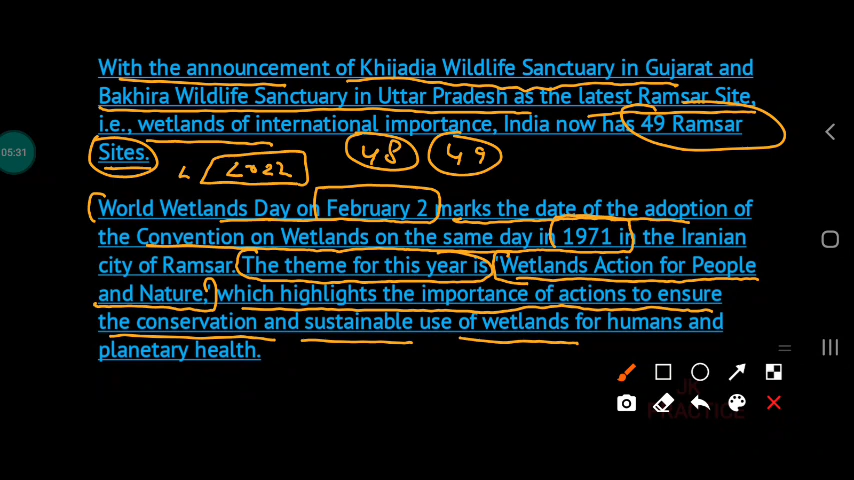 With the announcement of Khijadia Wildlife Sanctuary in Gujarat and
Bakhira Wildlife Sanctuary in Uttar Pradesh as the latest Ramsar Site,
i.e., wetlands of international importance, India now has 49 Ramsar
Sites.
2022
48
49
05:31
World Wetlands Day on February 2 marks the date of the adoption of
the Convention on Wetlands on the same day in 1971 in the Iranian
city of Ramsar. The theme for this year is 'Wetlands Action for People
and Nature,' which highlights the importance of actions to ensure
the conservation and sustainable use of wetlands for humans and
planetary health.
PRACTICE